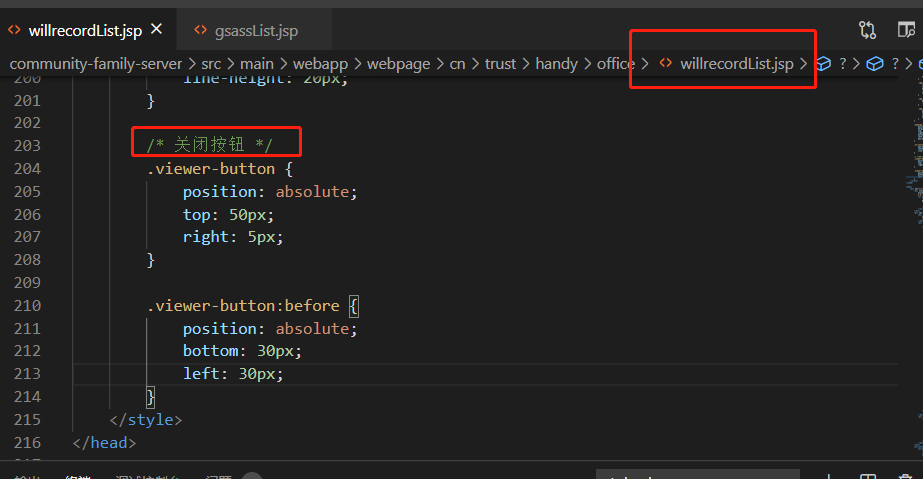 willrecordList.jsp
gsassList.jsp
community-family-server > src > main > webapp > webpage > cn > trust > handy > office > willrecordList.jsp > ? > ? >
200 line-height: 20px;
201 }
202
203 /* 关闭按钮 */
204 .viewer-button {
205 position: absolute;
206 top: 50px;
207 right: 5px;
208 }
209
210 .viewer-button:before {
211 position: absolute;
212 bottom: 30px;
213 left: 30px;
214 }
215 </style>
216 </head>